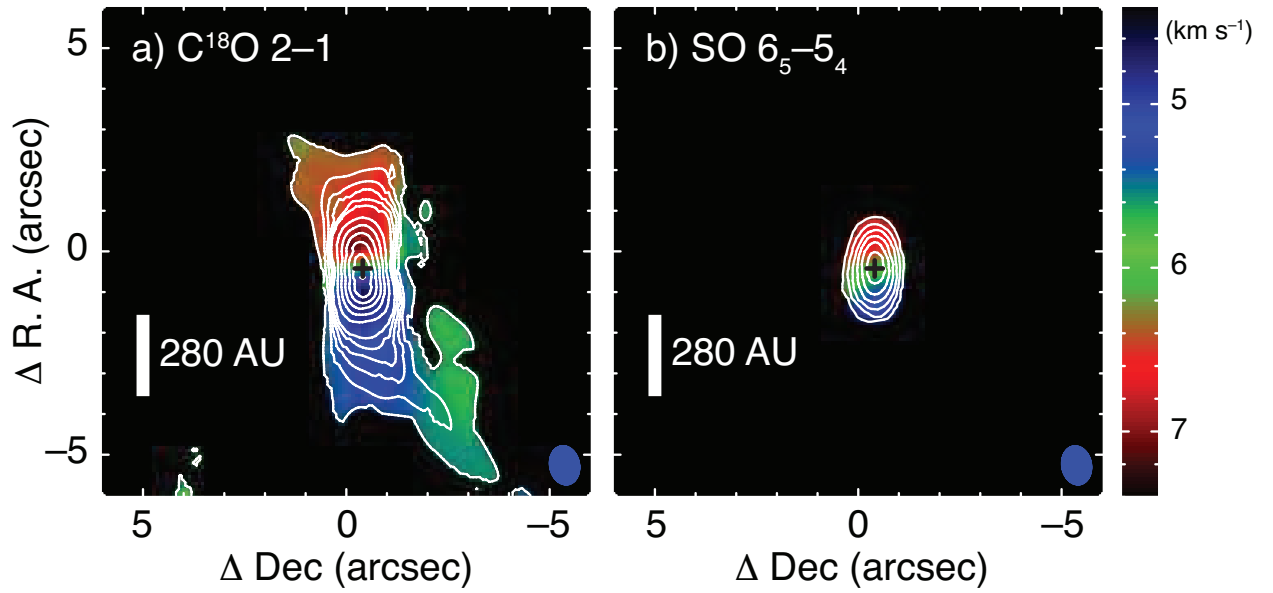 a) C¹⁸O 2–1
b) SO 6₅–5₄
(km s⁻¹)
5
0
−5
Δ R. A. (arcsec)
280 AU
280 AU
5
6
7
5
0
−5
5
0
−5
Δ Dec (arcsec)
Δ Dec (arcsec)